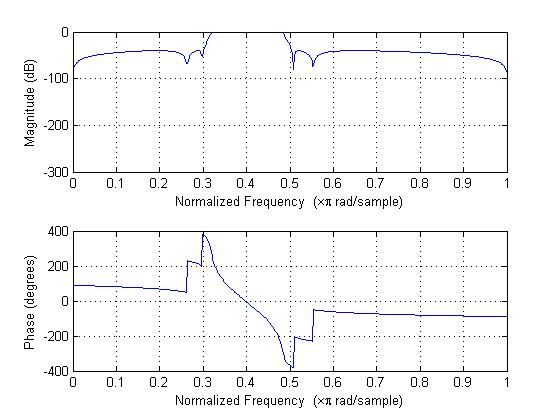 0
-100
-200
-300
Magnitude (dB)
0 0.1 0.2 0.3 0.4 0.5 0.6 0.7 0.8 0.9 1
Normalized Frequency (×π rad/sample)
400
200
0
-200
-400
Phase (degrees)
0 0.1 0.2 0.3 0.4 0.5 0.6 0.7 0.8 0.9 1
Normalized Frequency (×π rad/sample)